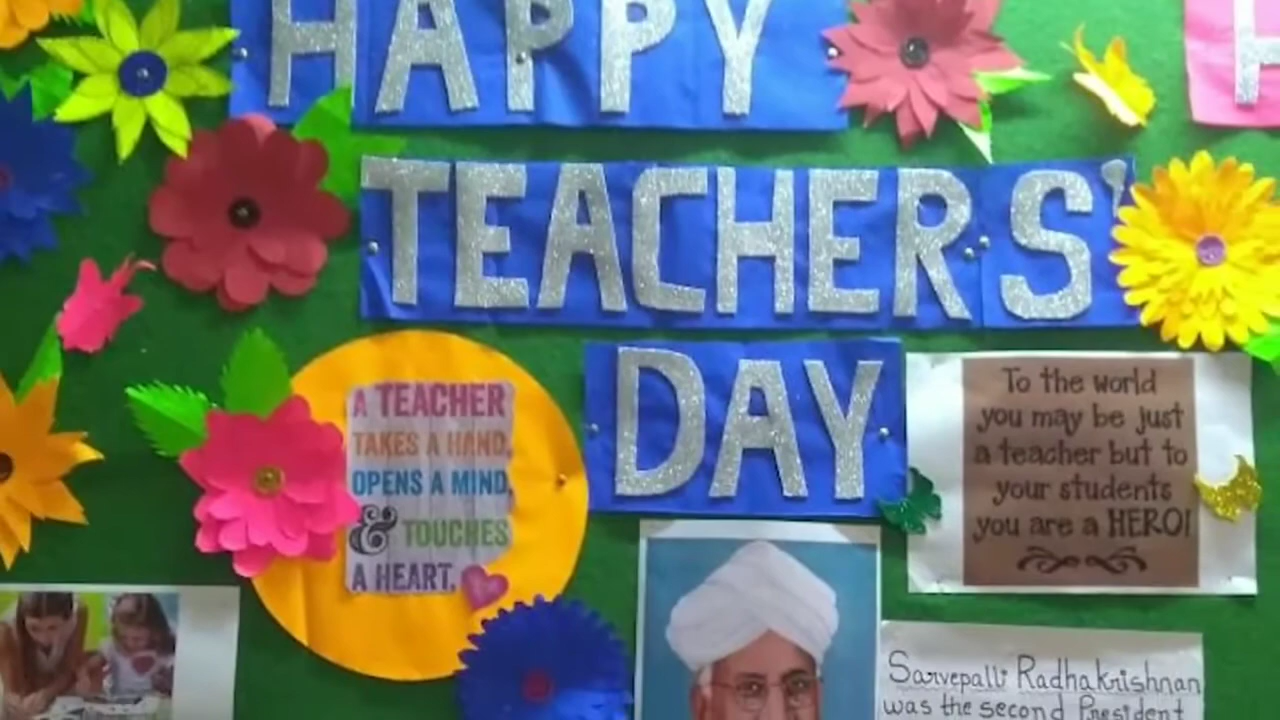 HAPPY
H
TEACHERS'
DAY
A TEACHER
TAKES A HAND,
OPENS A MIND,
& TOUCHES
A HEART.
To the world
you may be just
a teacher but to
your students
you are a HERO!
Sarvepalli Radhakrishnan
was the second President